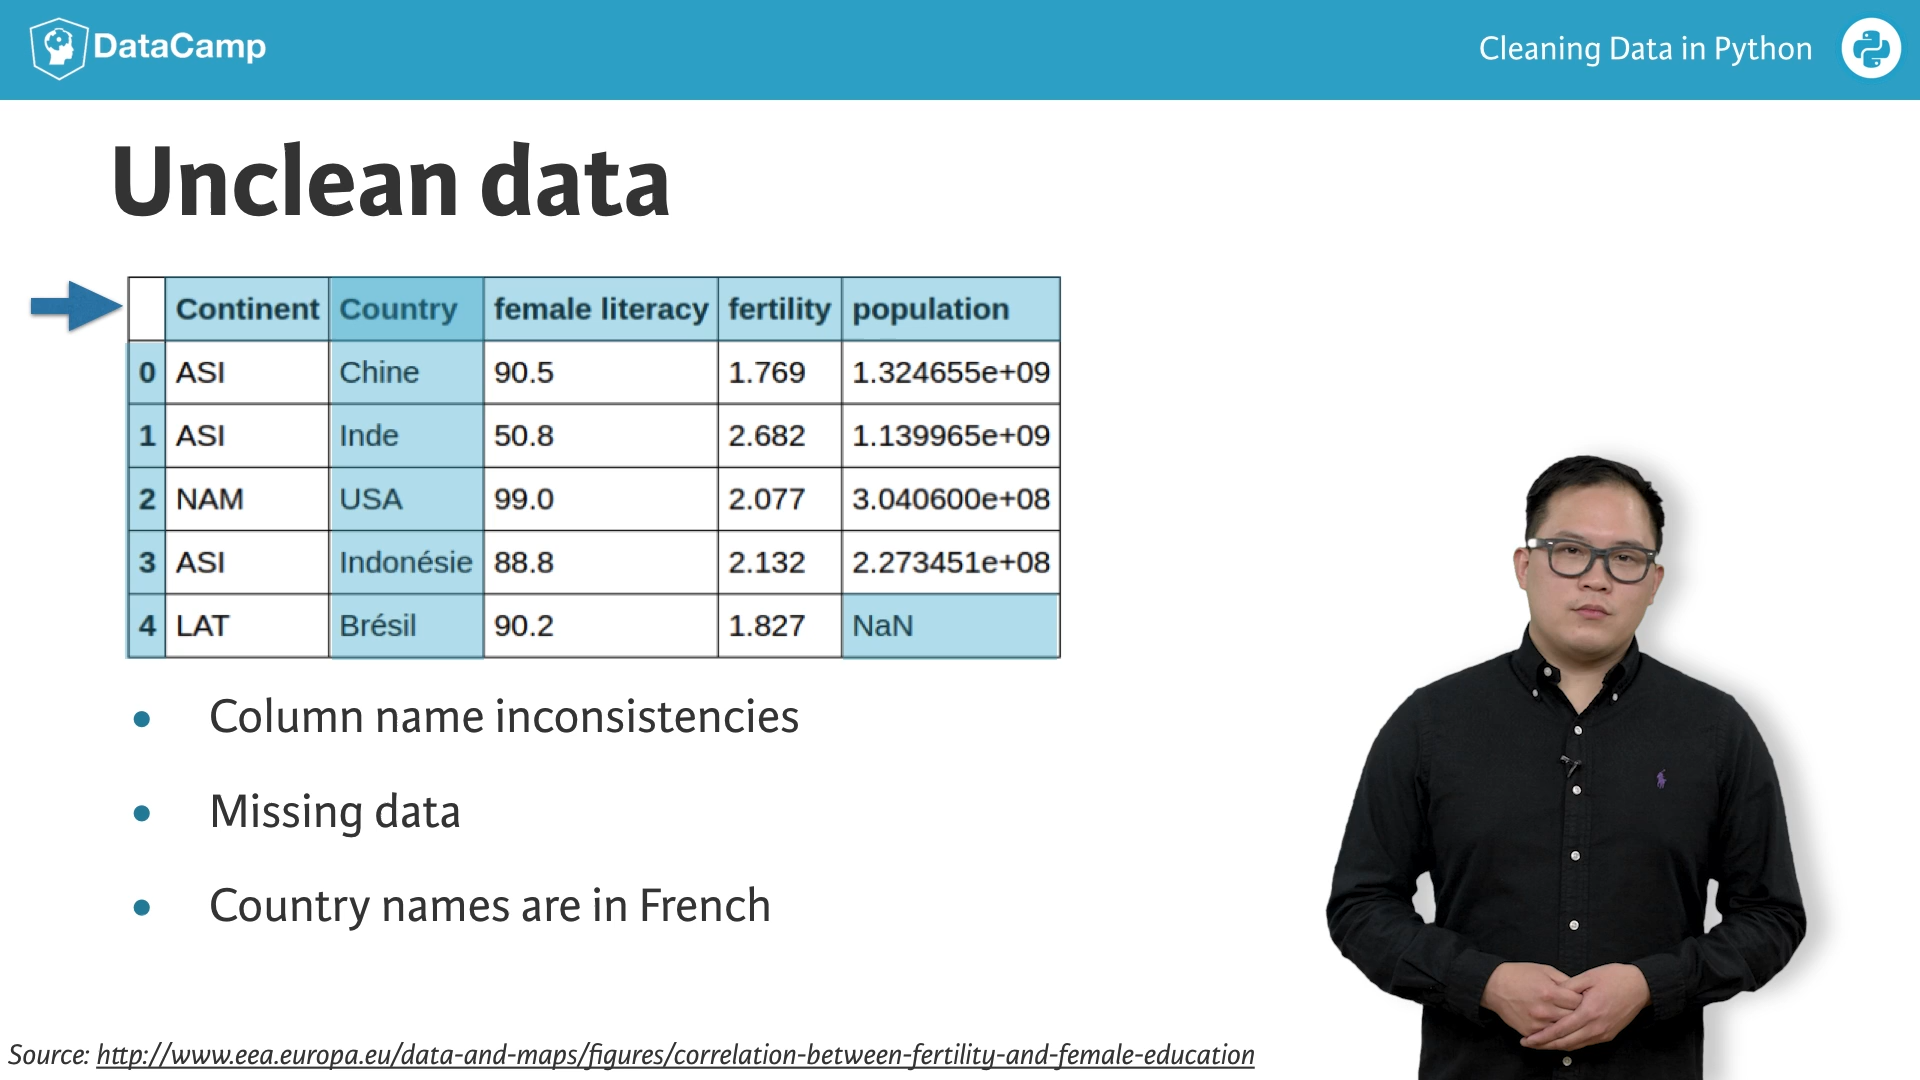 DataCamp
Cleaning Data in Python
Unclean data
Continent Country female literacy fertility population
0 ASI Chine 90.5 1.769 1.324655e+09
1 ASI Inde 50.8 2.682 1.139965e+09
2 NAM USA 99.0 2.077 3.040600e+08
3 ASI Indonésie 88.8 2.132 2.273451e+08
4 LAT Brésil 90.2 1.827 NaN
• Column name inconsistencies
• Missing data
• Country names are in French
Source: http://www.eea.europa.eu/data-and-maps/figures/correlation-between-fertility-and-female-education